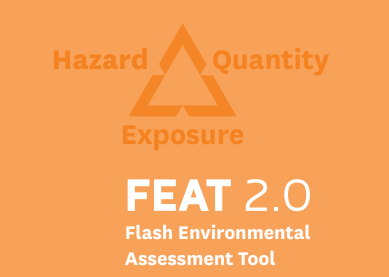 Hazard Quantity
Exposure
FEAT 2.0
Flash Environmental
Assessment Tool